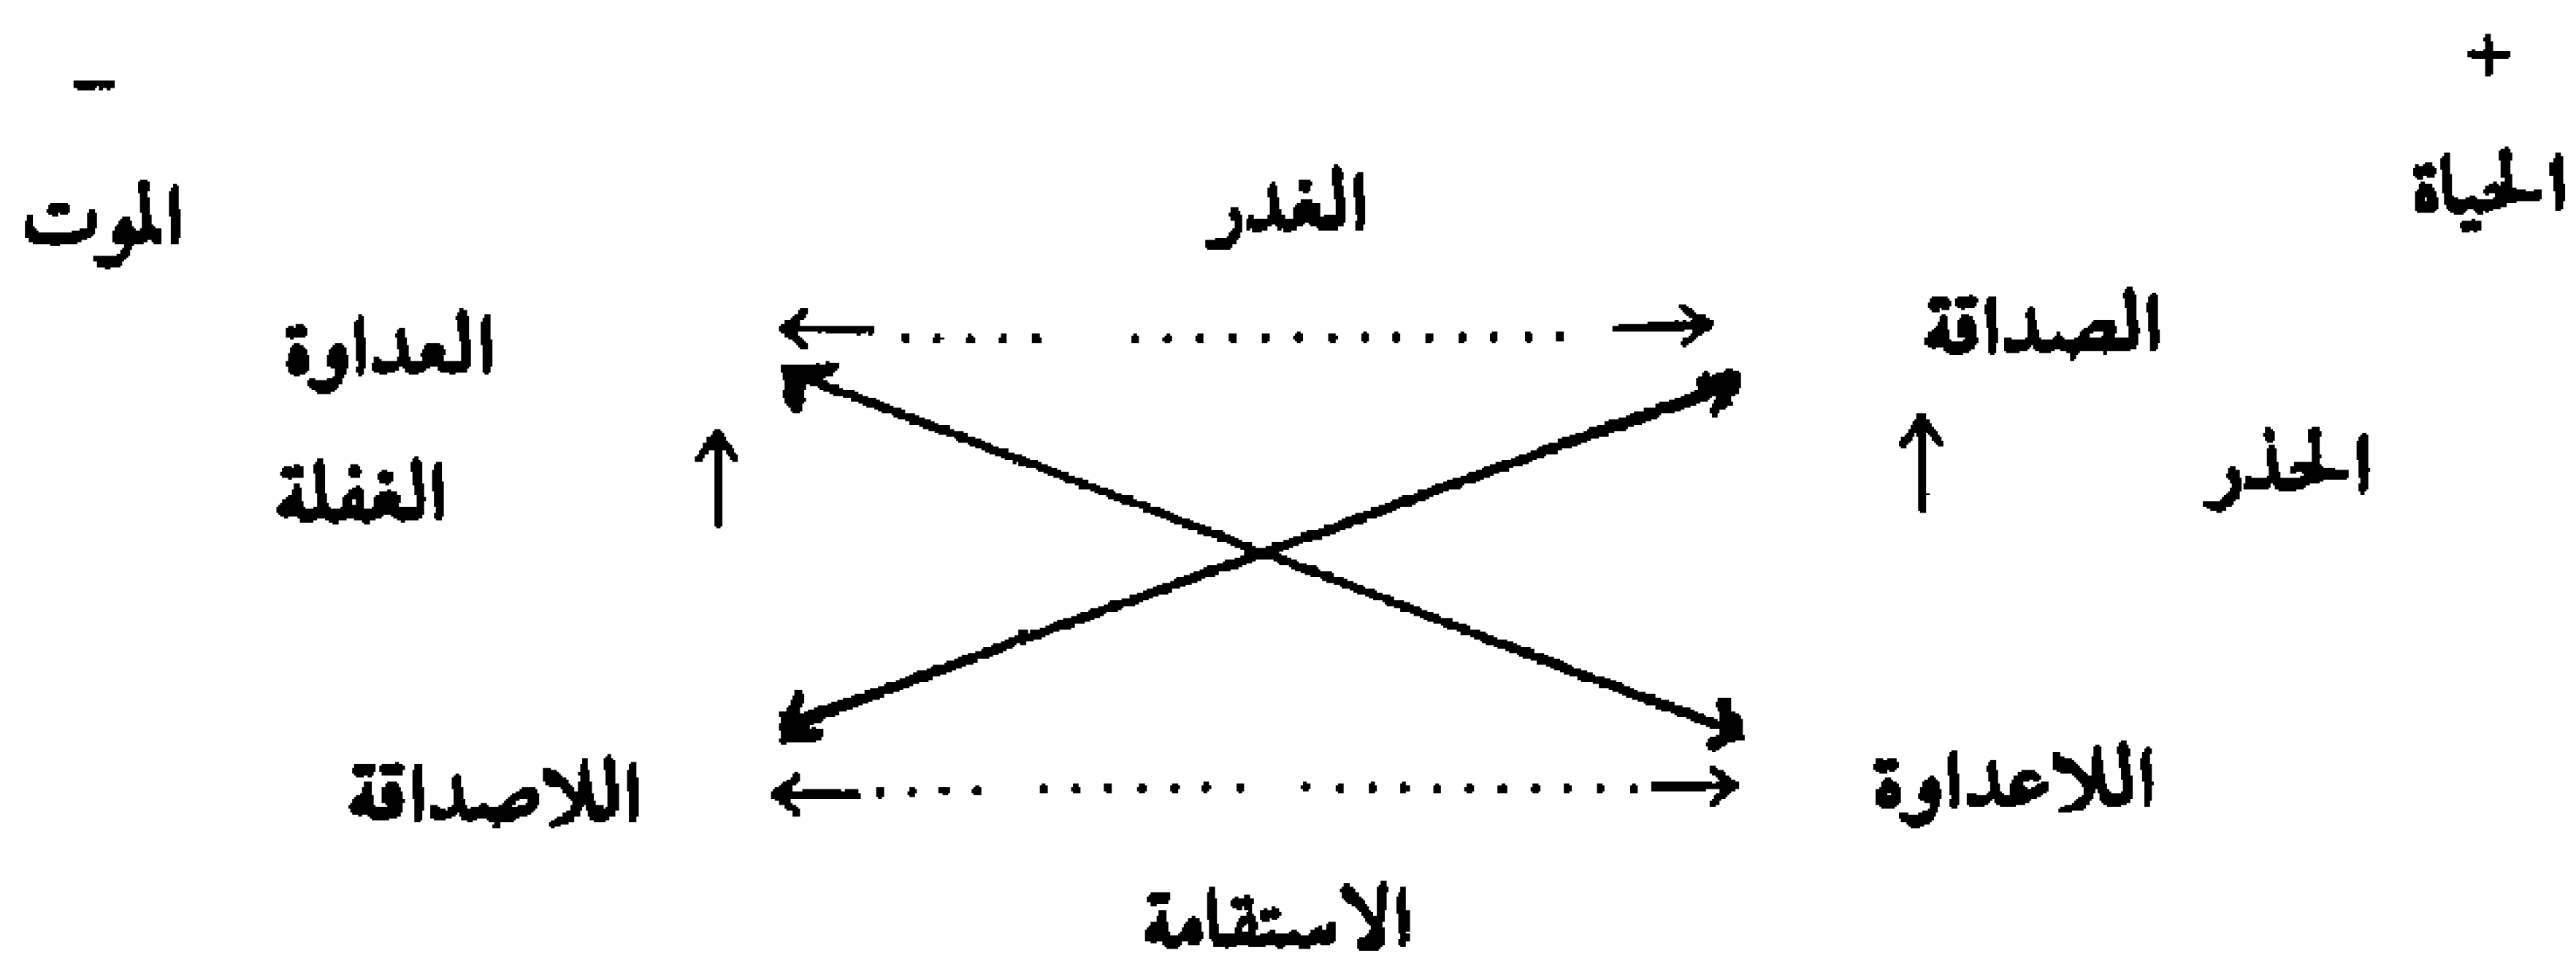 + −
الحياة الموت
الغدر
الصداقة العداوة
الحذر الغفلة
اللاعداوة اللاصداقة
الاستقامة